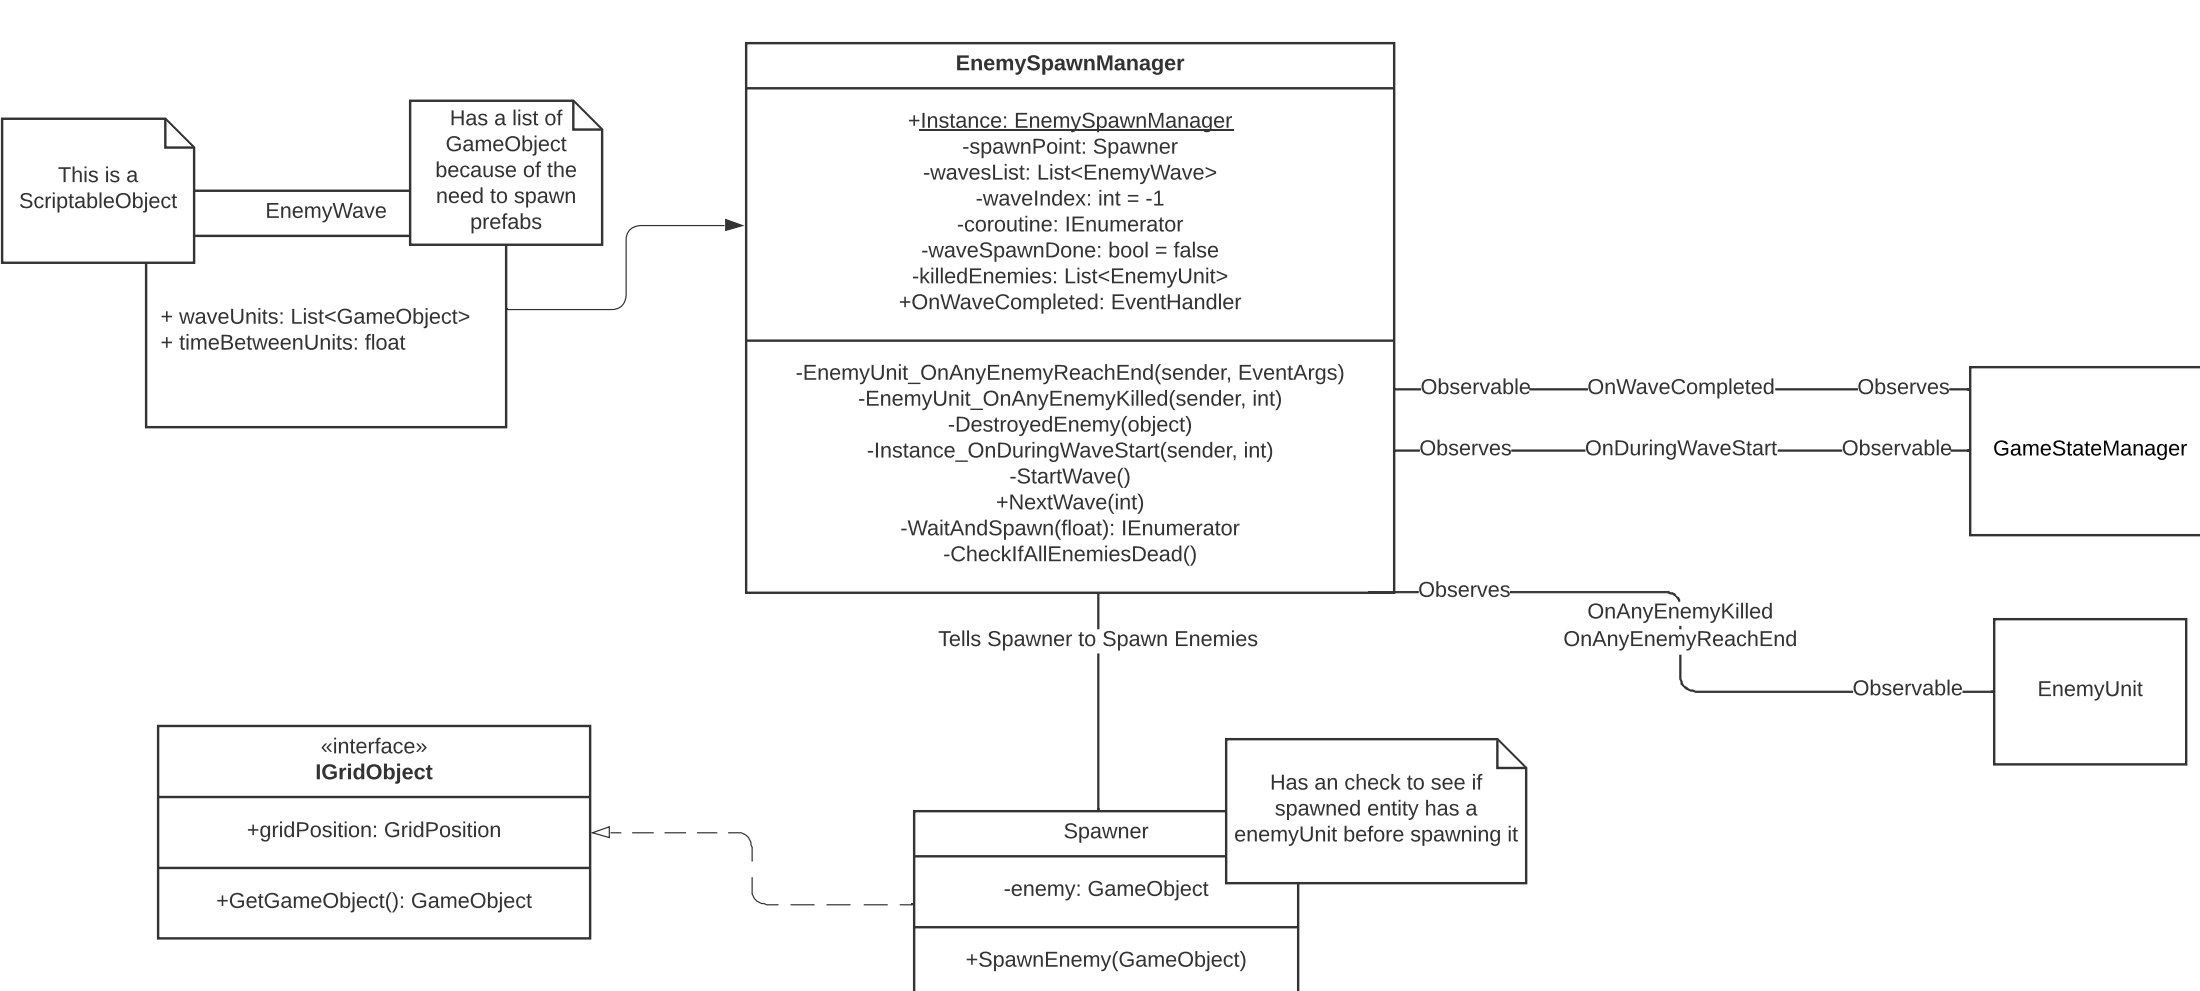 This is a
ScriptableObject
EnemyWave
Has a list of
GameObject
because of the
need to spawn
prefabs
+ waveUnits: List<GameObject>
+ timeBetweenUnits: float
EnemySpawnManager
+Instance: EnemySpawnManager
-spawnPoint: Spawner
-wavesList: List<EnemyWave>
-waveIndex: int = -1
-coroutine: IEnumerator
-waveSpawnDone: bool = false
-killedEnemies: List<EnemyUnit>
+OnWaveCompleted: EventHandler
-EnemyUnit_OnAnyEnemyReachEnd(sender, EventArgs)
-EnemyUnit_OnAnyEnemyKilled(sender, int)
-DestroyedEnemy(object)
-Instance_OnDuringWaveStart(sender, int)
-StartWave()
+NextWave(int)
-WaitAndSpawn(float): IEnumerator
-CheckIfAllEnemiesDead()
Observable OnWaveCompleted Observes
Observes OnDuringWaveStart Observable
GameStateManager
Observes
OnAnyEnemyKilled
OnAnyEnemyReachEnd
Observable
EnemyUnit
Tells Spawner to Spawn Enemies
«interface»
IGridObject
+gridPosition: GridPosition
+GetGameObject(): GameObject
Spawner
-enemy: GameObject
+SpawnEnemy(GameObject)
Has an check to see if
spawned entity has a
enemyUnit before spawning it